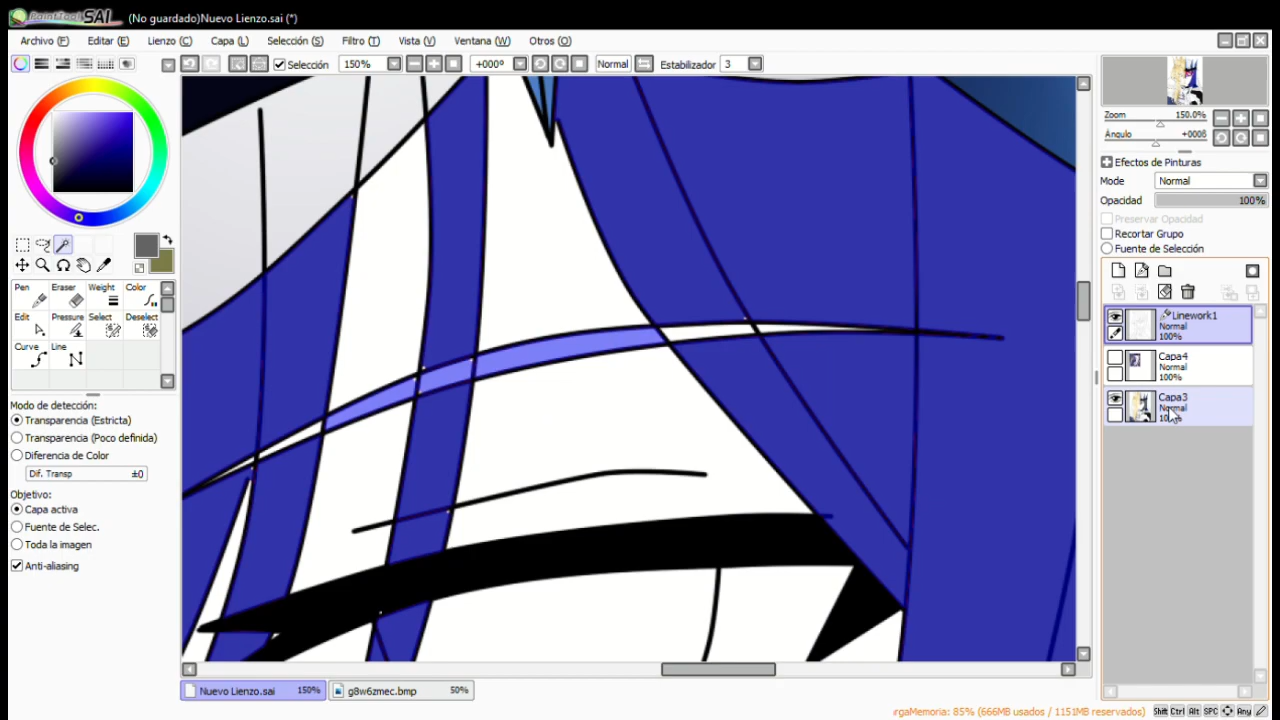 PaintTool SAI (No guardado)Nuevo Lienzo.sai (*)
Archivo (F) Editar (E) Lienzo (C) Capa (L) Selección (S) Filtro (T) Vista (V) Ventana (W) Otros (O)
Selección 150% +000º Normal Estabilizador 3
Zoom 150.0%
Ángulo +000ß
Efectos de Pinturas
Mode Normal
Opacidad 100%
Preservar Opacidad
Recortar Grupo
Fuente de Selección
Pen Eraser Weight Color
Edit Pressure Select Deselect
Curve Line
Linework1
Normal
100%
Capa4
Normal
100%
Capa3
Normal
100%
Modo de detección:
Transparencia (Estricta)
Transparencia (Poco definida)
Diferencia de Color
Dif. Transp ±0
Objetivo:
Capa activa
Fuente de Selec.
Toda la imagen
Anti-aliasing
Nuevo Lienzo.sai 150% g8w6zmec.bmp 50%
rgaMemoria: 85% (666MB usados / 1151MB reservados) Shift Ctrl Alt SPC Any